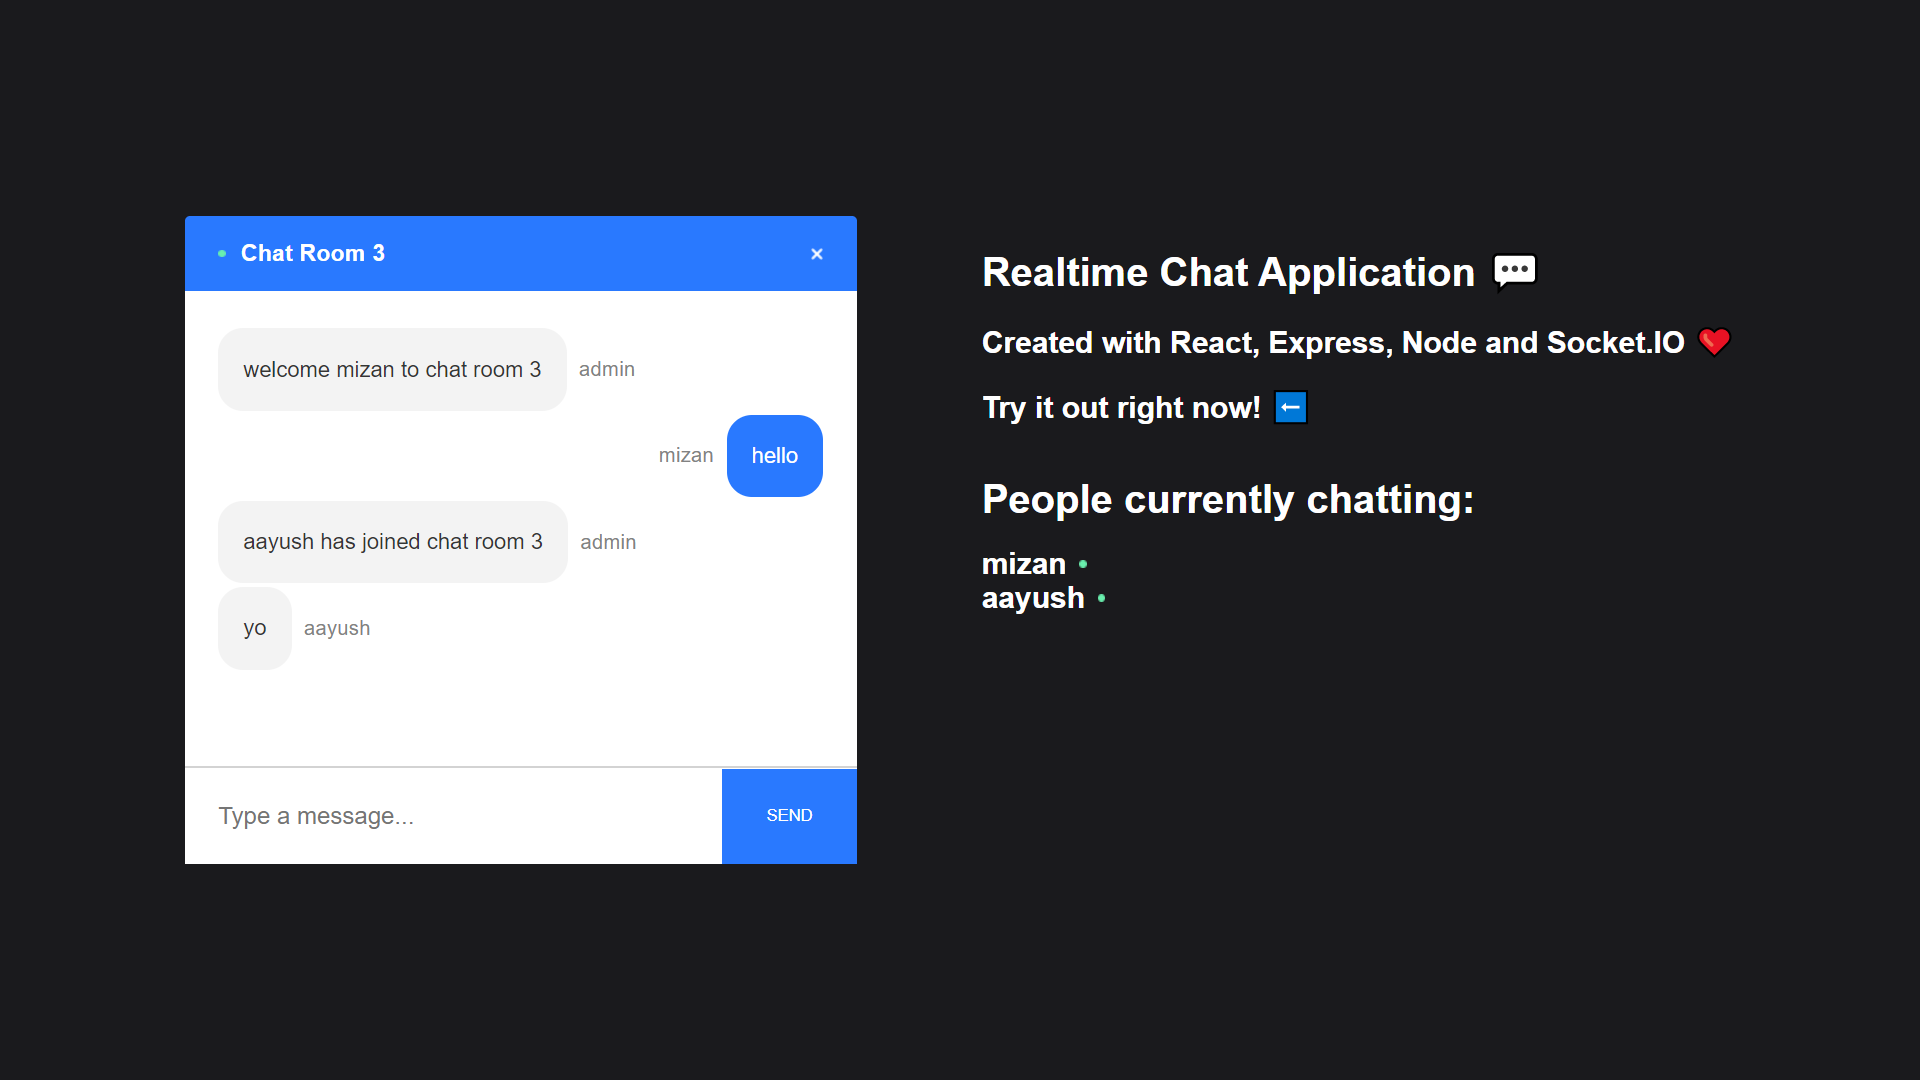 Chat Room 3
welcome mizan to chat room 3 admin
mizan hello
aayush has joined chat room 3 admin
yo aayush
Type a message...
SEND
Realtime Chat Application 💬
Created with React, Express, Node and Socket.IO ❤️
Try it out right now! ⬅️
People currently chatting:
mizan
aayush